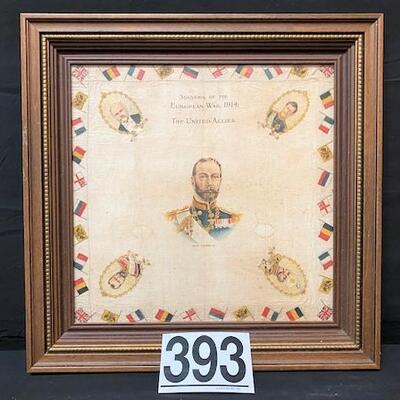 SOUVENIR OF THE
EUROPEAN WAR, 1914.
THE UNITED ALLIES
393